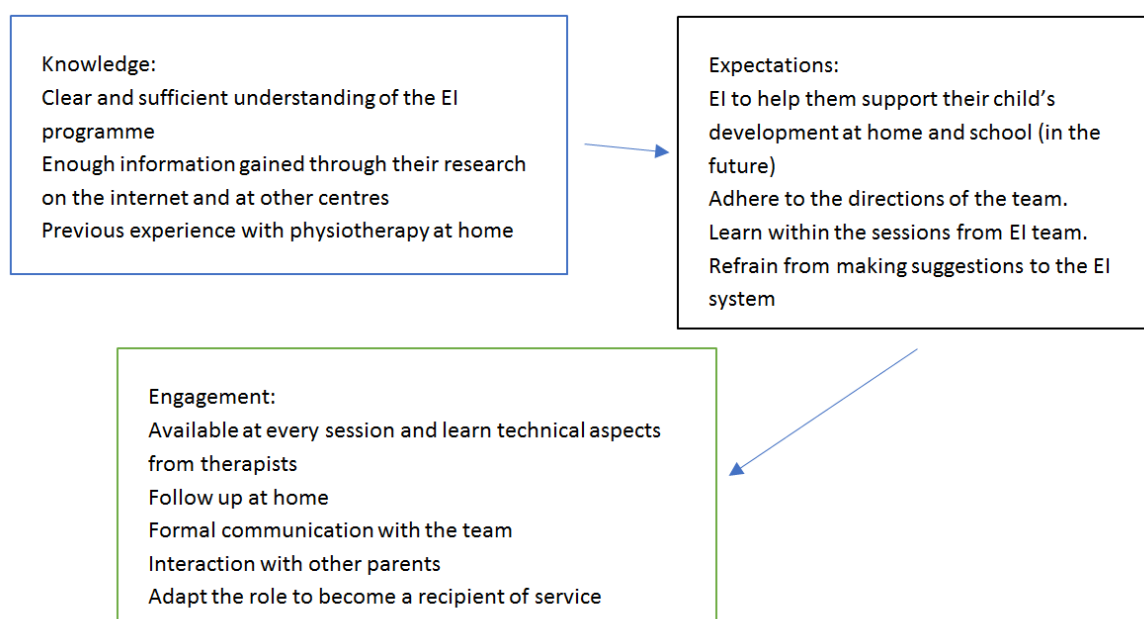 Knowledge:
Clear and sufficient understanding of the EI
programme
Enough information gained through their research
on the internet and at other centres
Previous experience with physiotherapy at home
Expectations:
EI to help them support their child's
development at home and school (in the
future)
Adhere to the directions of the team.
Learn within the sessions from EI team.
Refrain from making suggestions to the EI
system
Engagement:
Available at every session and learn technical aspects
from therapists
Follow up at home
Formal communication with the team
Interaction with other parents
Adapt the role to become a recipient of service